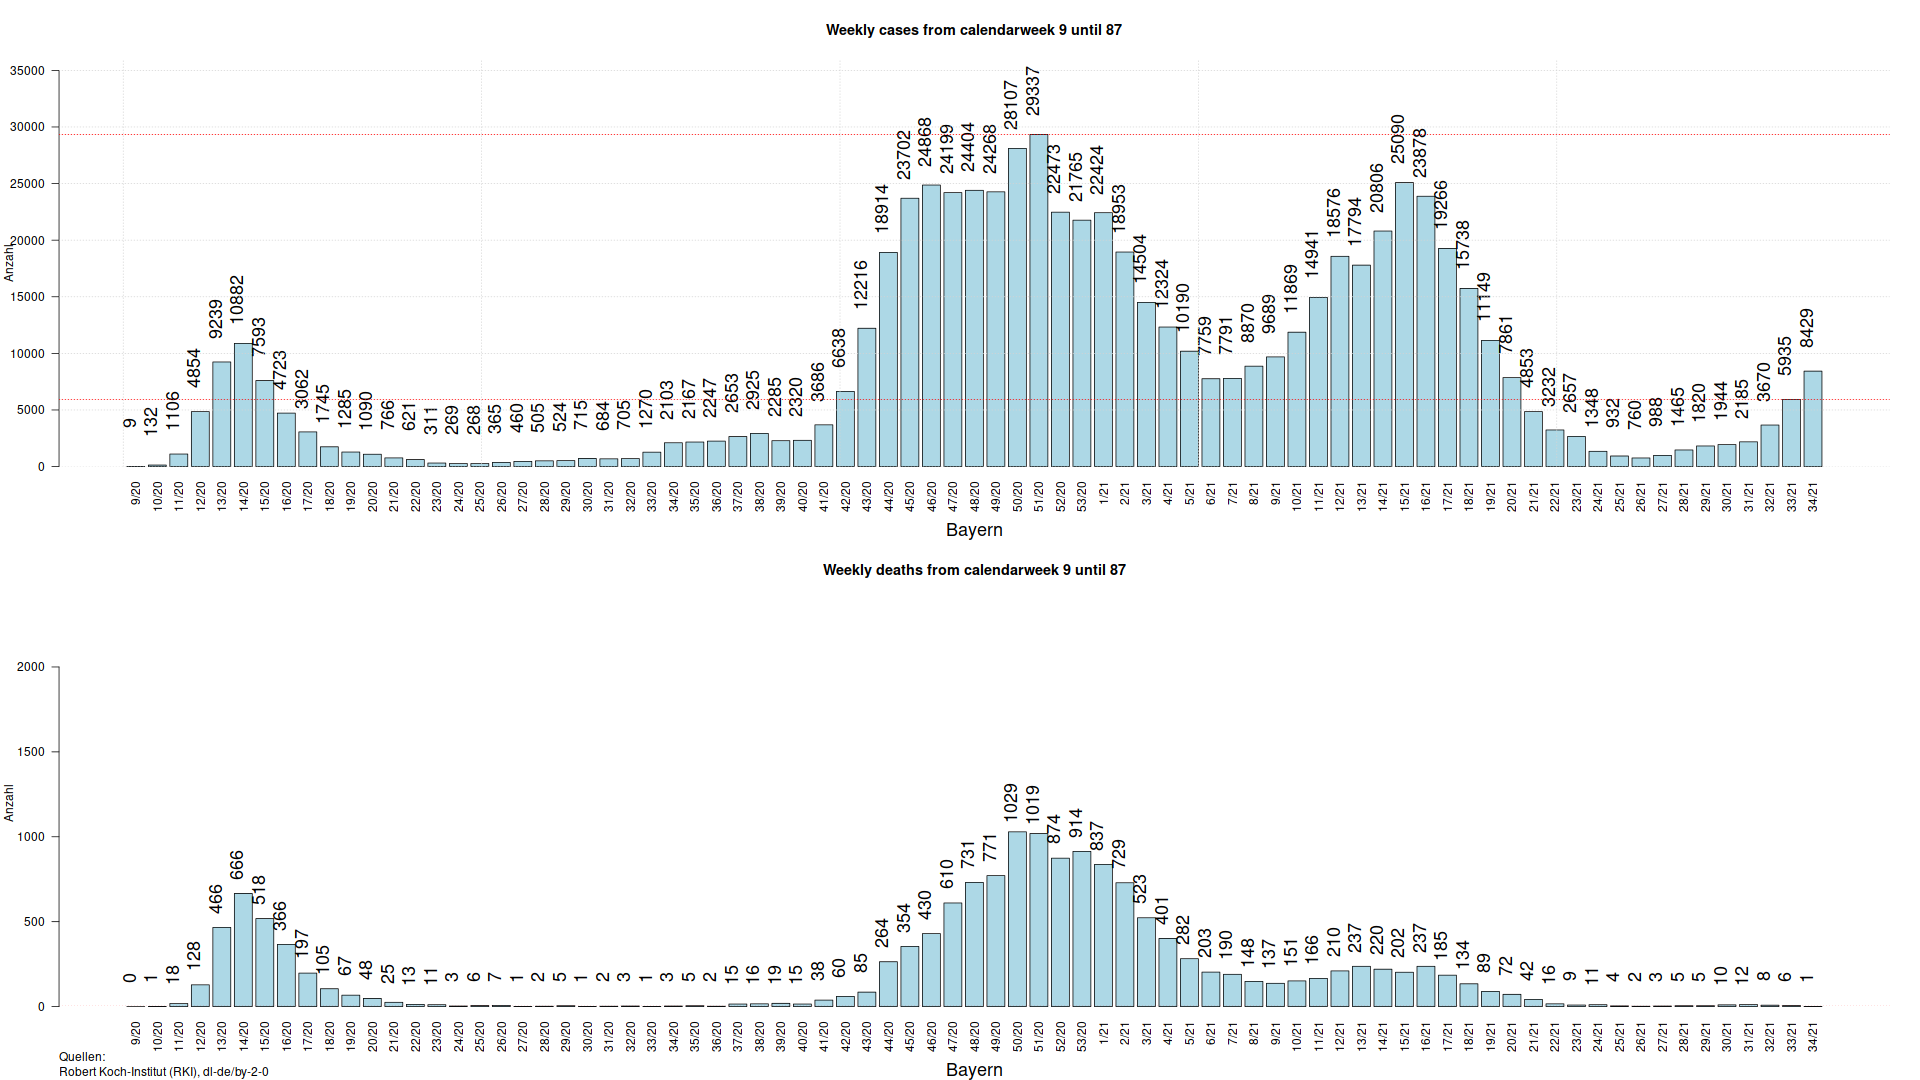 Weekly cases from calendarweek 9 until 87
Anzahl
35000
30000
25000
20000
15000
10000
5000
0
9 132 1106 4854 9239 10882 7593 4723 3062 1745 1285 1090 766 621 311 269 268 365 460 505 524 715 684 705 1270 2103 2167 2247 2653 2925 2285 2320 3686 6638 12216 18914 23702 24868 24199 24404 24268 28107 29337 22473 21765 22424 18953 14504 12324 10190 7759 7791 8870 9689 11869 14941 18576 17794 20806 25090 23878 19266 15738 11149 7861 4853 3232 2657 1348 932 760 988 1465 1820 1944 2185 3670 5935 8429
9/20 10/20 11/20 12/20 13/20 14/20 15/20 16/20 17/20 18/20 19/20 20/20 21/20 22/20 23/20 24/20 25/20 26/20 27/20 28/20 29/20 30/20 31/20 32/20 33/20 34/20 35/20 36/20 37/20 38/20 39/20 40/20 41/20 42/20 43/20 44/20 45/20 46/20 47/20 48/20 49/20 50/20 51/20 52/20 53/20 1/21 2/21 3/21 4/21 5/21 6/21 7/21 8/21 9/21 10/21 11/21 12/21 13/21 14/21 15/21 16/21 17/21 18/21 19/21 20/21 21/21 22/21 23/21 24/21 25/21 26/21 27/21 28/21 29/21 30/21 31/21 32/21 33/21 34/21
Bayern
Weekly deaths from calendarweek 9 until 87
Anzahl
2000
1500
1000
500
0
0 1 18 128 466 666 518 366 197 105 67 48 25 13 11 3 6 7 1 2 5 1 2 3 1 3 5 2 15 16 19 15 38 60 85 264 354 430 610 731 771 1029 1019 874 914 837 729 523 401 282 203 190 148 137 151 166 210 237 220 202 237 185 134 89 72 42 16 9 11 4 2 3 5 5 10 12 8 6 1
9/20 10/20 11/20 12/20 13/20 14/20 15/20 16/20 17/20 18/20 19/20 20/20 21/20 22/20 23/20 24/20 25/20 26/20 27/20 28/20 29/20 30/20 31/20 32/20 33/20 34/20 35/20 36/20 37/20 38/20 39/20 40/20 41/20 42/20 43/20 44/20 45/20 46/20 47/20 48/20 49/20 50/20 51/20 52/20 53/20 1/21 2/21 3/21 4/21 5/21 6/21 7/21 8/21 9/21 10/21 11/21 12/21 13/21 14/21 15/21 16/21 17/21 18/21 19/21 20/21 21/21 22/21 23/21 24/21 25/21 26/21 27/21 28/21 29/21 30/21 31/21 32/21 33/21 34/21
Bayern
Quellen:
Robert Koch-Institut (RKI), dl-de/by-2-0